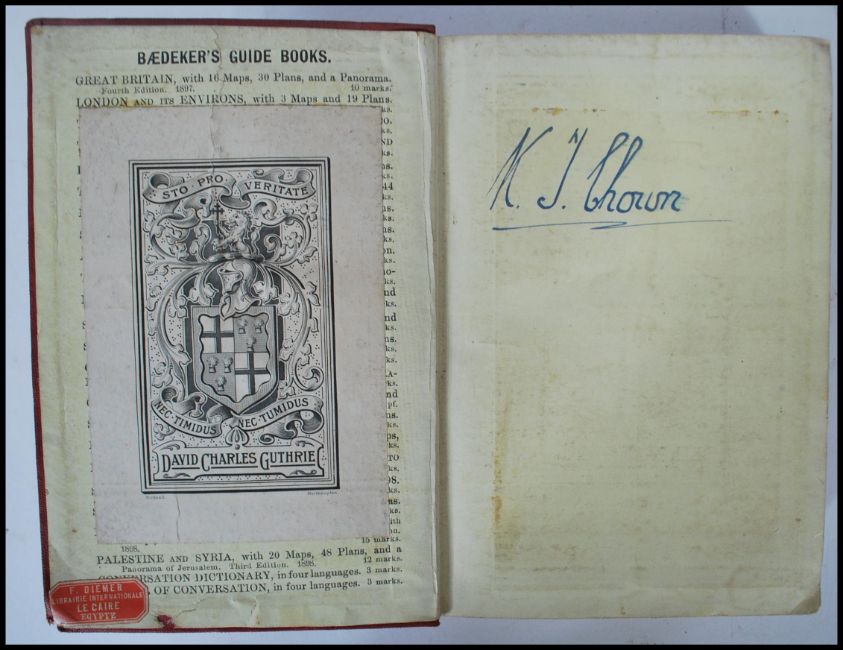 BÆDEKER'S GUIDE BOOKS.
GREAT BRITAIN, with 16 Maps, 30 Plans, and a Panorama.
Fourth Edition. 1897. 10 marks.
LONDON AND ITS ENVIRONS, with 3 Maps and 19 Plans.
STO PRO VERITATE
NEC·TIMIDUS NEC·TUMIDUS
DAVID CHARLES GUTHRIE
1898. 15 marks.
PALESTINE AND SYRIA, with 20 Maps, 48 Plans, and a
Panorama of Jerusalem. Third Edition. 1898. 12 marks.
CONVERSATION DICTIONARY, in four languages. 3 marks.
OF CONVERSATION, in four languages. 3 marks.
F. DIEMER
LIBRAIRIE INTERNATIONALE
LE CAIRE
EGYPTE
Chown